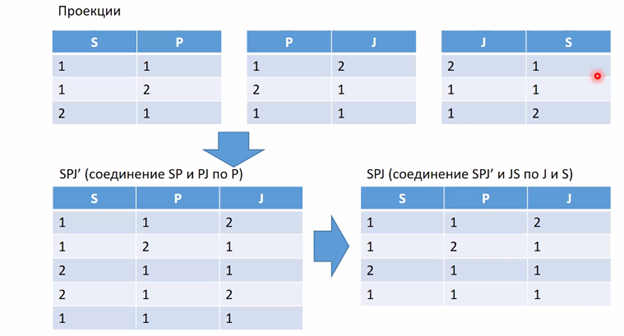 Проекции
S P P J J S
1 1 1 2 2 1
1 2 2 1 1 1
2 1 1 1 1 2
SPJ’ (соединение SP и PJ по P) SPJ (соединение SPJ’ и JS по J и S)
S P J S P J
1 1 2 1 1 2
1 2 1 1 2 1
2 1 1 2 1 1
2 1 2 1 1 1
1 1 1